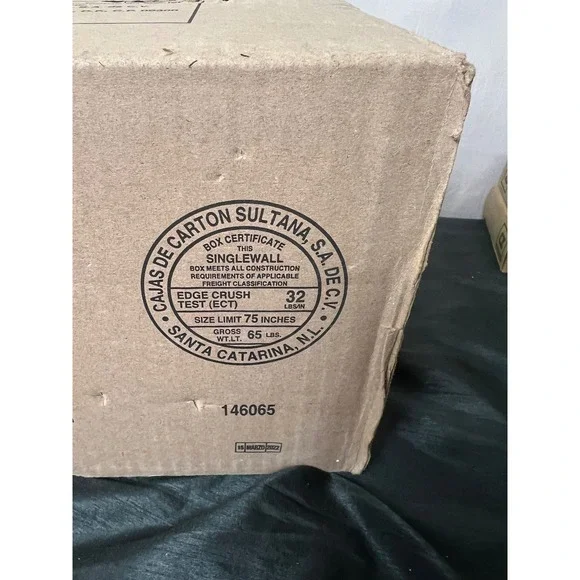 CAJAS DE CARTON SULTANA, S.A. DE C.V.
BOX CERTIFICATE
THIS
SINGLEWALL
BOX MEETS ALL CONSTRUCTION
REQUIREMENTS OF APPLICABLE
FREIGHT CLASSIFICATION
EDGE CRUSH
TEST (ECT)
32
LBS/IN
SIZE LIMIT 75 INCHES
GROSS
WT.LT. 65 LBS.
SANTA CATARINA, N.L.
146065
MARZO 2022